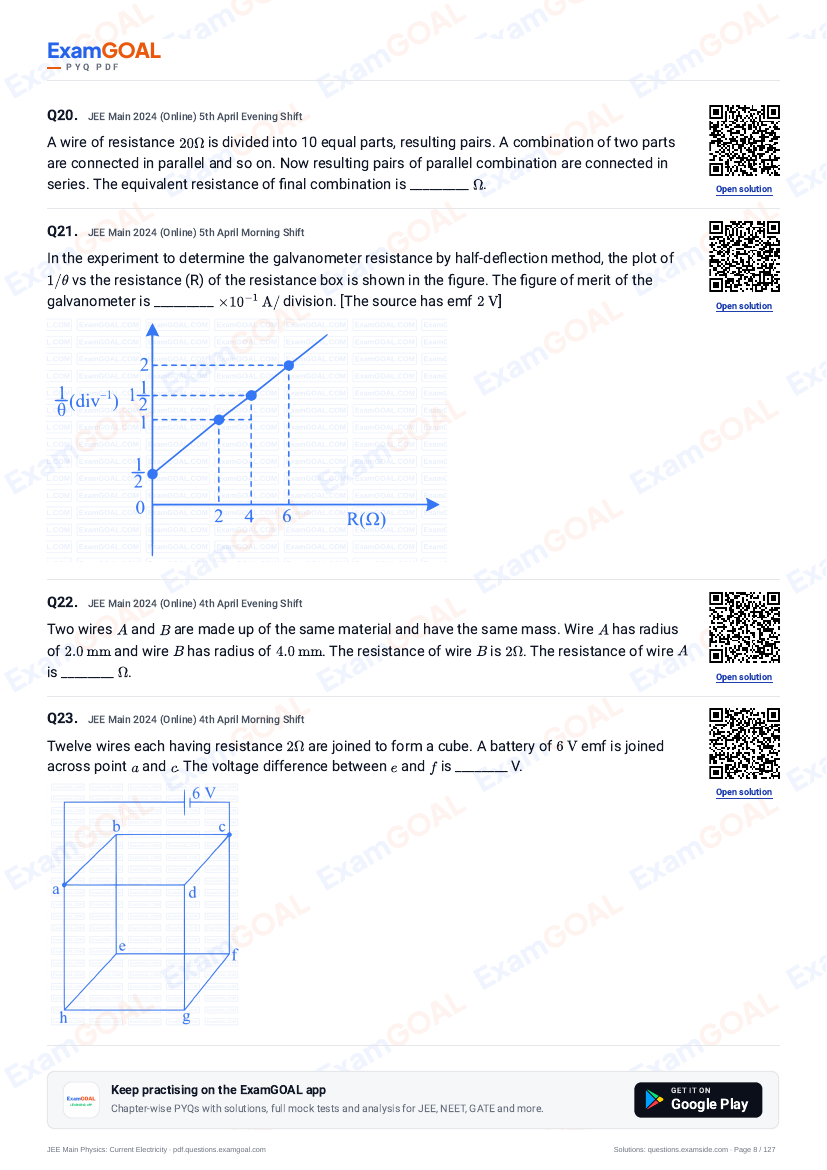 ExamGOAL
PYQ PDF
Q20. JEE Main 2024 (Online) 5th April Evening Shift
A wire of resistance 20Ω is divided into 10 equal parts, resulting pairs. A combination of two parts
are connected in parallel and so on. Now resulting pairs of parallel combination are connected in
series. The equivalent resistance of final combination is _________ Ω.
Open solution
Q21. JEE Main 2024 (Online) 5th April Morning Shift
In the experiment to determine the galvanometer resistance by half-deflection method, the plot of
1/θ vs the resistance (R) of the resistance box is shown in the figure. The figure of merit of the
galvanometer is _________ ×10⁻¹ A/ division. [The source has emf 2 V]
Open solution
2
1/θ (div⁻¹) 1 1/2
1
1/2
0
2 4 6 R(Ω)
Q22. JEE Main 2024 (Online) 4th April Evening Shift
Two wires A and B are made up of the same material and have the same mass. Wire A has radius
of 2.0 mm and wire B has radius of 4.0 mm. The resistance of wire B is 2Ω. The resistance of wire A
is ________ Ω.
Open solution
Q23. JEE Main 2024 (Online) 4th April Morning Shift
Twelve wires each having resistance 2Ω are joined to form a cube. A battery of 6 V emf is joined
across point a and c. The voltage difference between e and f is ________ V.
Open solution
6 V
b c
a d
e f
h g
ExamGOAL
Keep practising on the ExamGOAL app
Chapter-wise PYQs with solutions, full mock tests and analysis for JEE, NEET, GATE and more.
GET IT ON
Google Play
JEE Main Physics: Current Electricity · pdf.questions.examgoal.com
Solutions: questions.examside.com · Page 8 / 127